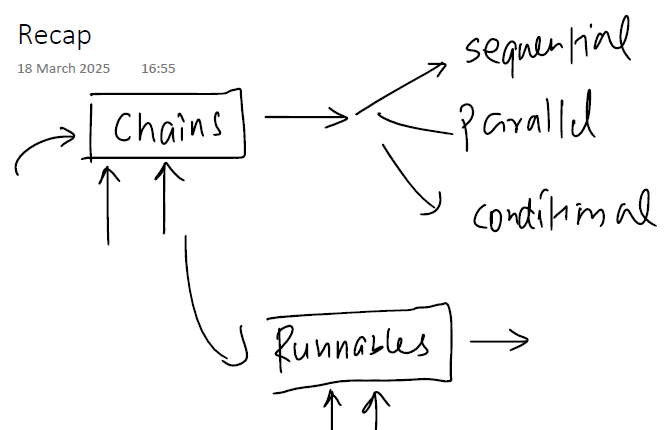 Recap
18 March 2025 16:55
sequential
Chains
parallel
conditional
Runnables